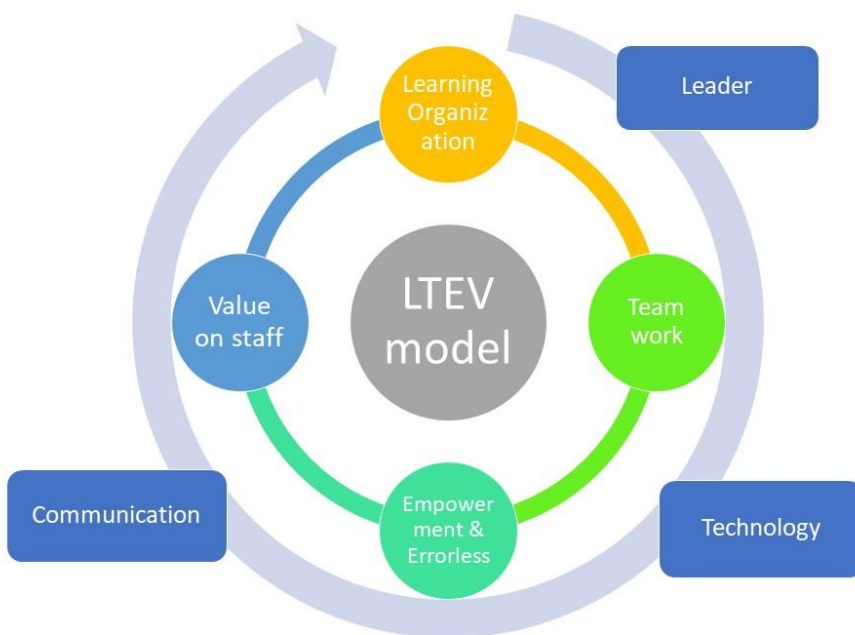 Learning
Organiz
ation
Leader
Value
on staff
LTEV
model
Team
work
Communication
Empower
ment &
Errorless
Technology